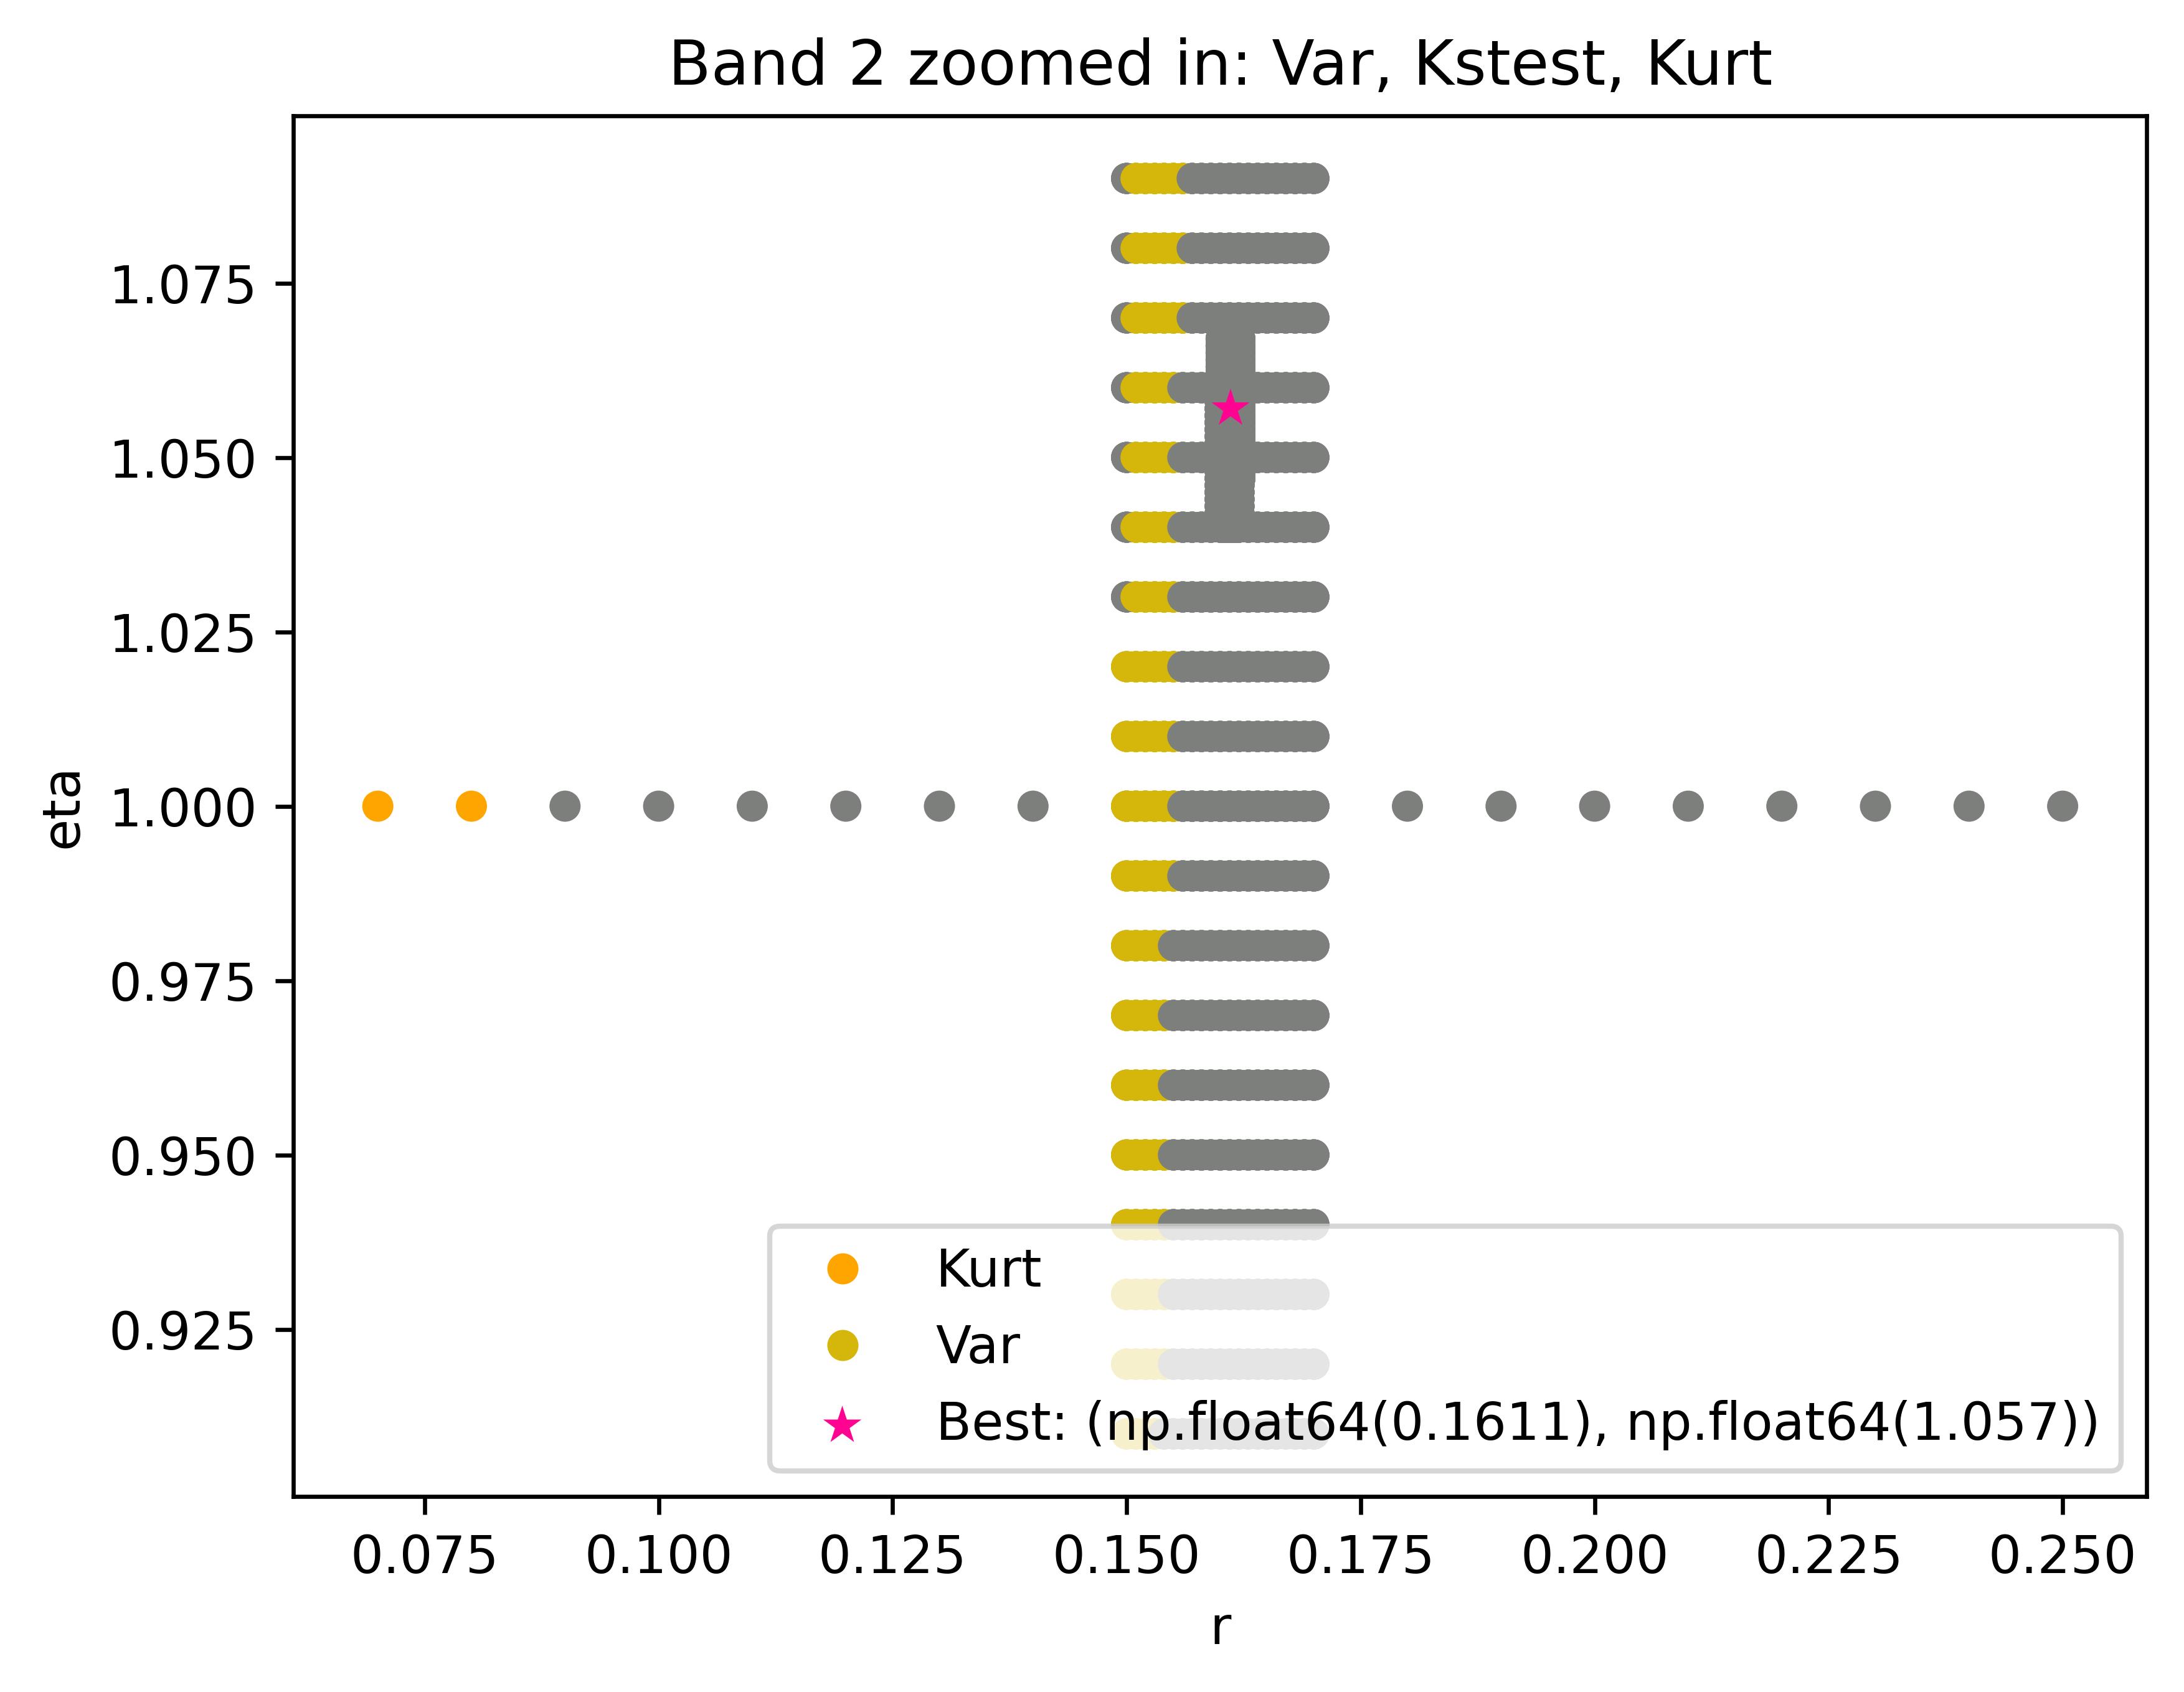 Band 2 zoomed in: Var, Kstest, Kurt
eta
1.075
1.050
1.025
1.000
0.975
0.950
0.925
Kurt
Var
Best: (np.float64(0.1611), np.float64(1.057))
0.075 0.100 0.125 0.150 0.175 0.200 0.225 0.250
r